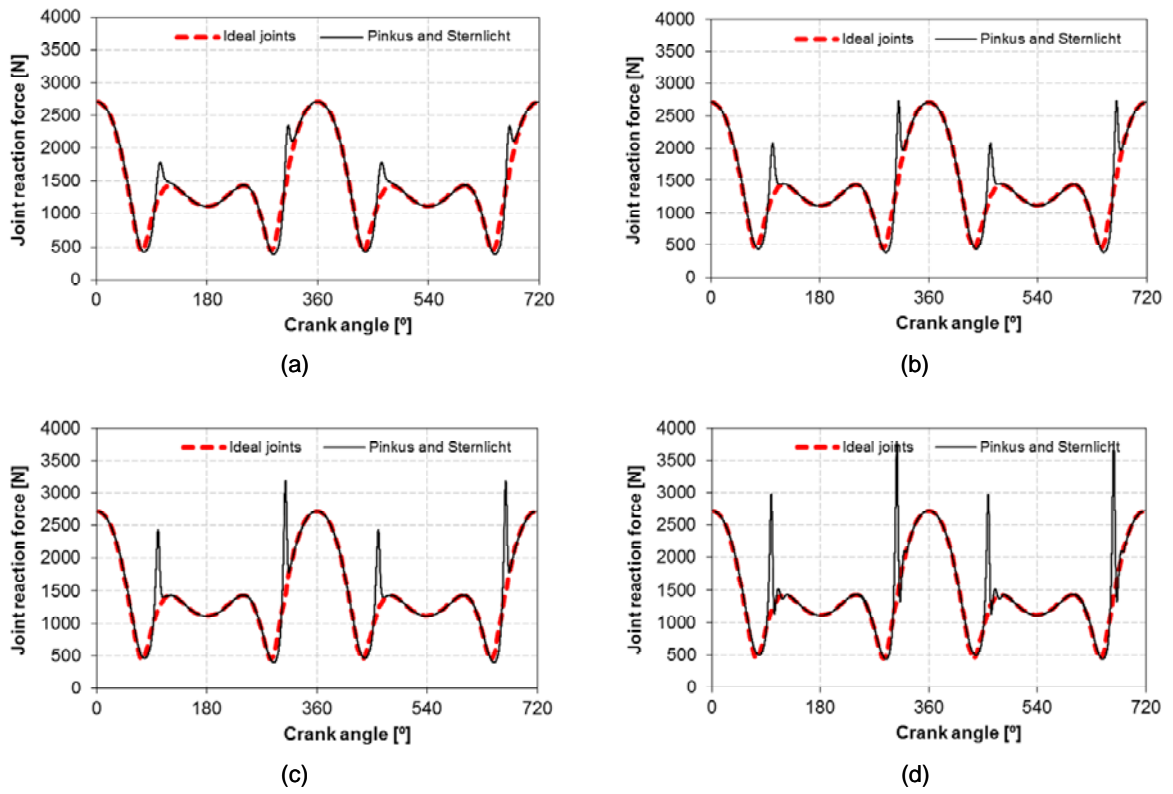 4000
Ideal joints Pinkus and Sternlicht
3500
3000
2500
2000
1500
1000
500
0
Joint reaction force [N]
0 180 360 540 720
Crank angle [º]
(a)
4000
Ideal joints Pinkus and Sternlicht
3500
3000
2500
2000
1500
1000
500
0
Joint reaction force [N]
0 180 360 540 720
Crank angle [º]
(b)
4000
Ideal joints Pinkus and Sternlicht
3500
3000
2500
2000
1500
1000
500
0
Joint reaction force [N]
0 180 360 540 720
Crank angle [º]
(c)
4000
Ideal joints Pinkus and Sternlicht
3500
3000
2500
2000
1500
1000
500
0
Joint reaction force [N]
0 180 360 540 720
Crank angle [º]
(d)